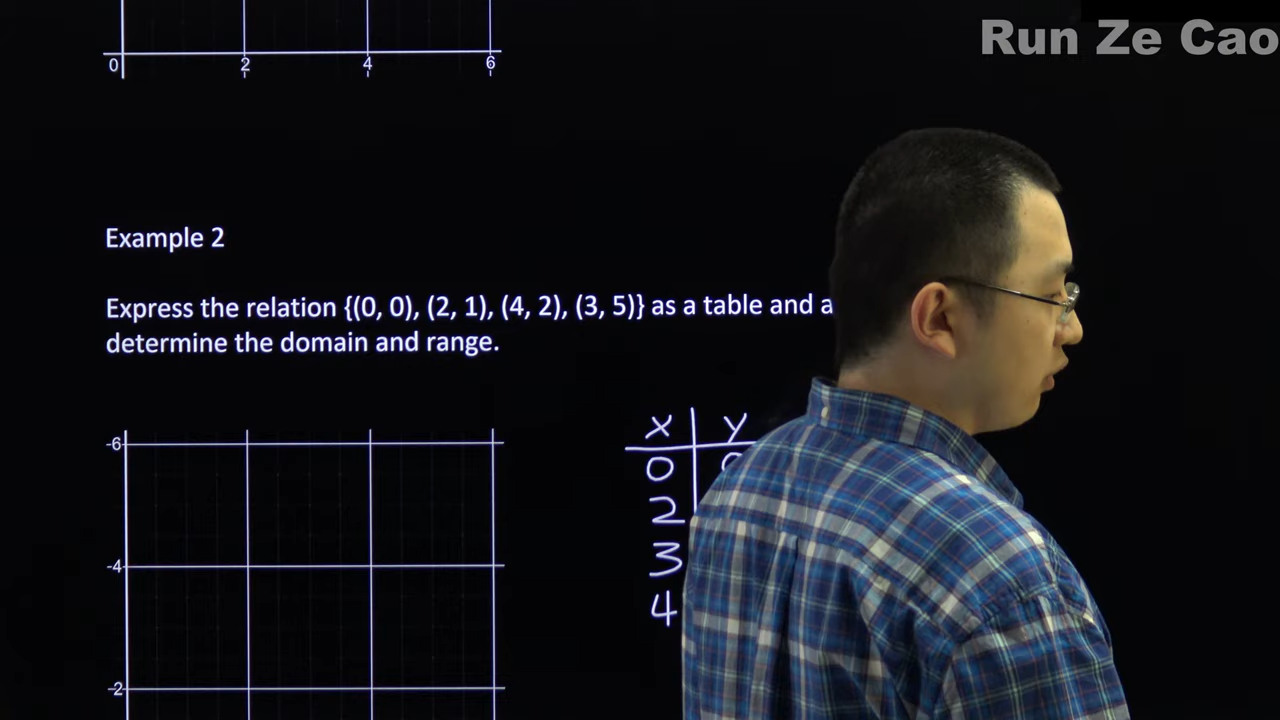 Run Ze Cao
0 2 4 6
Example 2
Express the relation {(0, 0), (2, 1), (4, 2), (3, 5)} as a table and a
determine the domain and range.
-6
-4
-2
x y
0
2
3
4